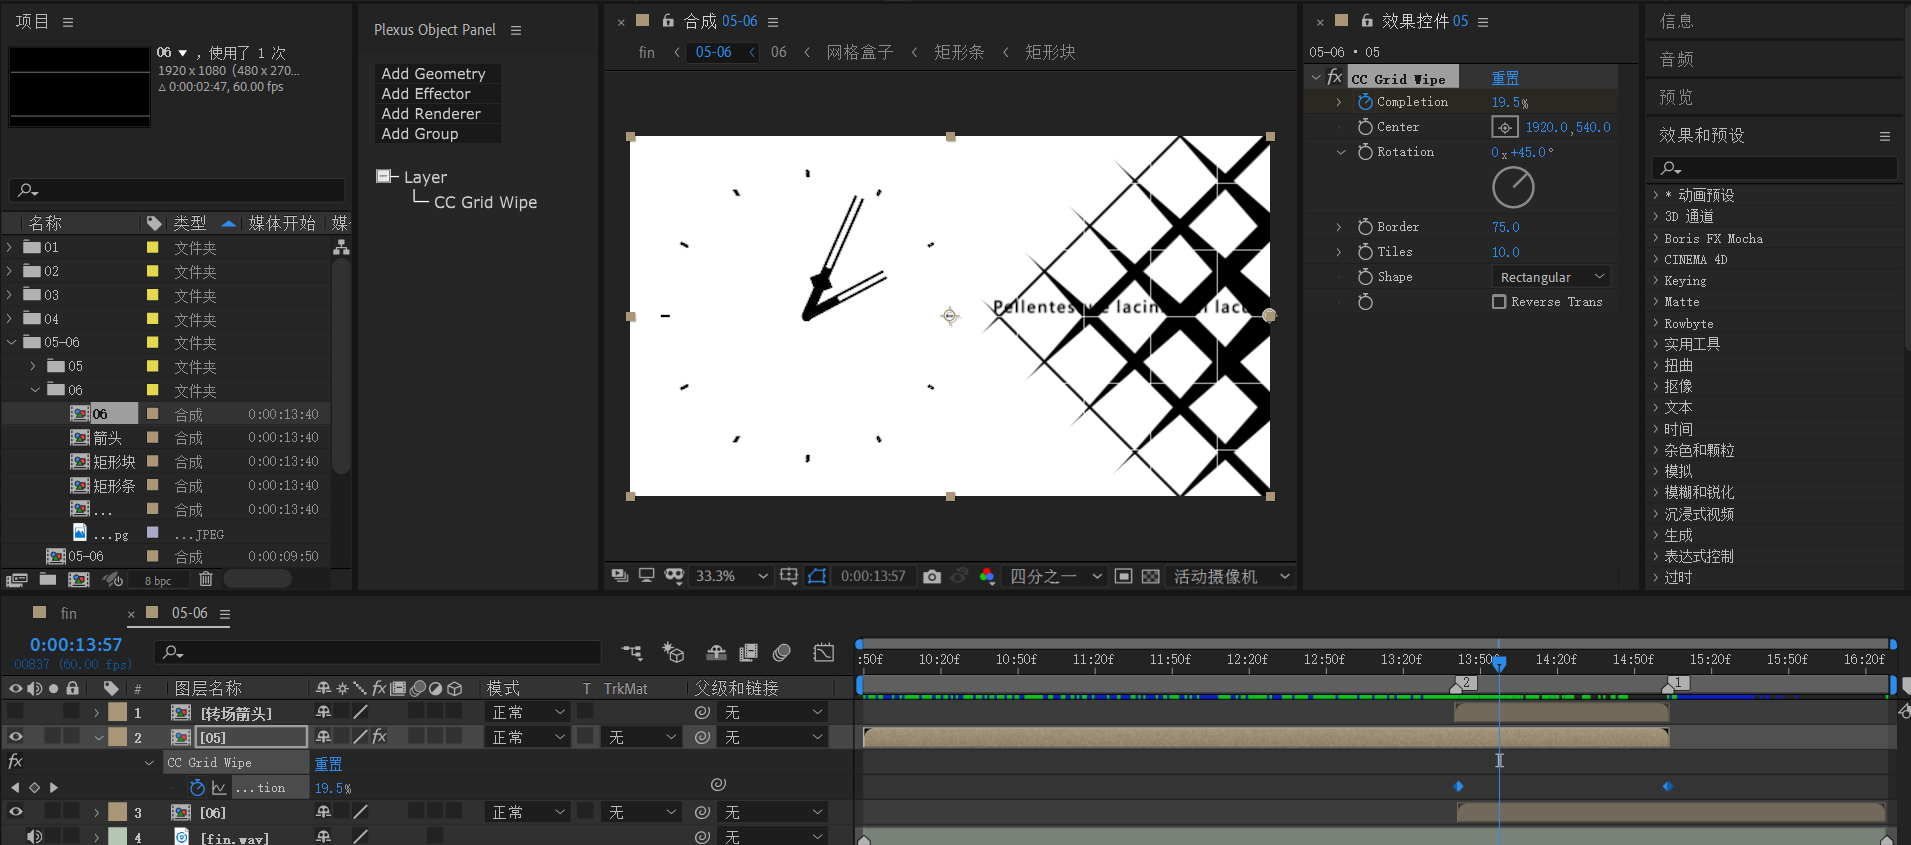 项目
06 ，使用了 1 次
1920 x 1080  (480 x 270...
Δ 0:00:02:47, 60.00 fps
名称 类型 媒体开始 媒
01 文件夹
02 文件夹
03 文件夹
04 文件夹
05-06 文件夹
05 文件夹
06 文件夹
06 合成 0:00:13:40
箭头 合成 0:00:13:40
矩形块 合成 0:00:13:40
矩形条 合成 0:00:13:40
... 合成 0:00:13:40
...pg ...JPEG
05-06 合成 0:00:09:50
8 bpc
Plexus Object Panel
Add Geometry
Add Effector
Add Renderer
Add Group
Layer
CC Grid Wipe
合成 05-06
fin 05-06 06 网格盒子 矩形条 矩形块
33.3% 0:00:13:57 四分之一 活动摄像机
效果控件 05
05-06 • 05
fx CC Grid Wipe 重置
Completion 19.5%
Center 1920.0,540.0
Rotation 0x+45.0°
Border 75.0
Tiles 10.0
Shape Rectangular
Reverse Trans
信息
音频
预览
效果和预设
* 动画预设
3D 通道
Boris FX Mocha
CINEMA 4D
Keying
Matte
Rowbyte
实用工具
扭曲
抠像
文本
时间
杂色和颗粒
模拟
模糊和锐化
沉浸式视频
生成
表达式控制
过时
fin 05-06
0:00:13:57
00837 (60.00 fps)
:50f 10:20f 10:50f 11:20f 11:50f 12:20f 12:50f 13:20f 13:50f 14:20f 14:50f 15:20f 15:50f 16:20f
# 图层名称 fx 模式 T TrkMat 父级和链接
2 1
1 [转场箭头] 正常 无
2 [05] fx 正常 无 无
fx CC Grid Wipe 重置
...tion 19.5%
3 [06] 正常 无 无
4 [fin.wav] 无